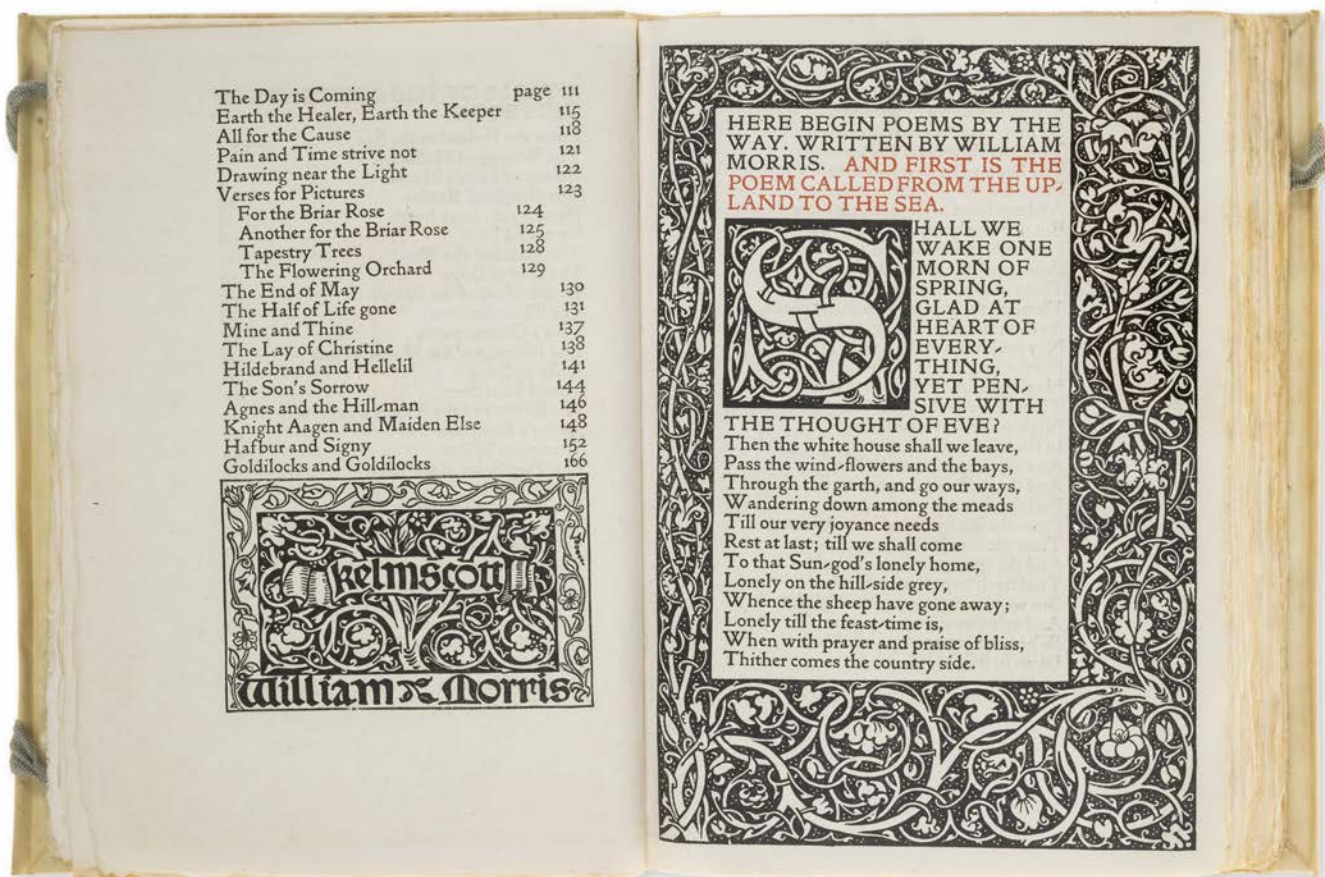 The Day is Coming page 111
Earth the Healer, Earth the Keeper 115
All for the Cause 118
Pain and Time strive not 121
Drawing near the Light 122
Verses for Pictures 123
For the Briar Rose 124
Another for the Briar Rose 125
Tapestry Trees 128
The Flowering Orchard 129
The End of May 130
The Half of Life gone 131
Mine and Thine 137
The Lay of Christine 138
Hildebrand and Hellelil 141
The Son's Sorrow 144
Agnes and the Hill-man 146
Knight Aagen and Maiden Else 148
Hafbur and Signy 152
Goldilocks and Goldilocks 166
kelmscott
William Morris
HERE BEGIN POEMS BY THE
WAY. WRITTEN BY WILLIAM
MORRIS. AND FIRST IS THE
POEM CALLED FROM THE UP-
LAND TO THE SEA.
SHALL WE
WAKE ONE
MORN OF
SPRING,
GLAD AT
HEART OF
EVERY-
THING,
YET PEN-
SIVE WITH
THE THOUGHT OF EVE?
Then the white house shall we leave,
Pass the wind-flowers and the bays,
Through the garth, and go our ways,
Wandering down among the meads
Till our very joyance needs
Rest at last; till we shall come
To that Sun-god's lonely home,
Lonely on the hill-side grey,
Whence the sheep have gone away;
Lonely till the feast-time is,
When with prayer and praise of bliss,
Thither comes the country side.